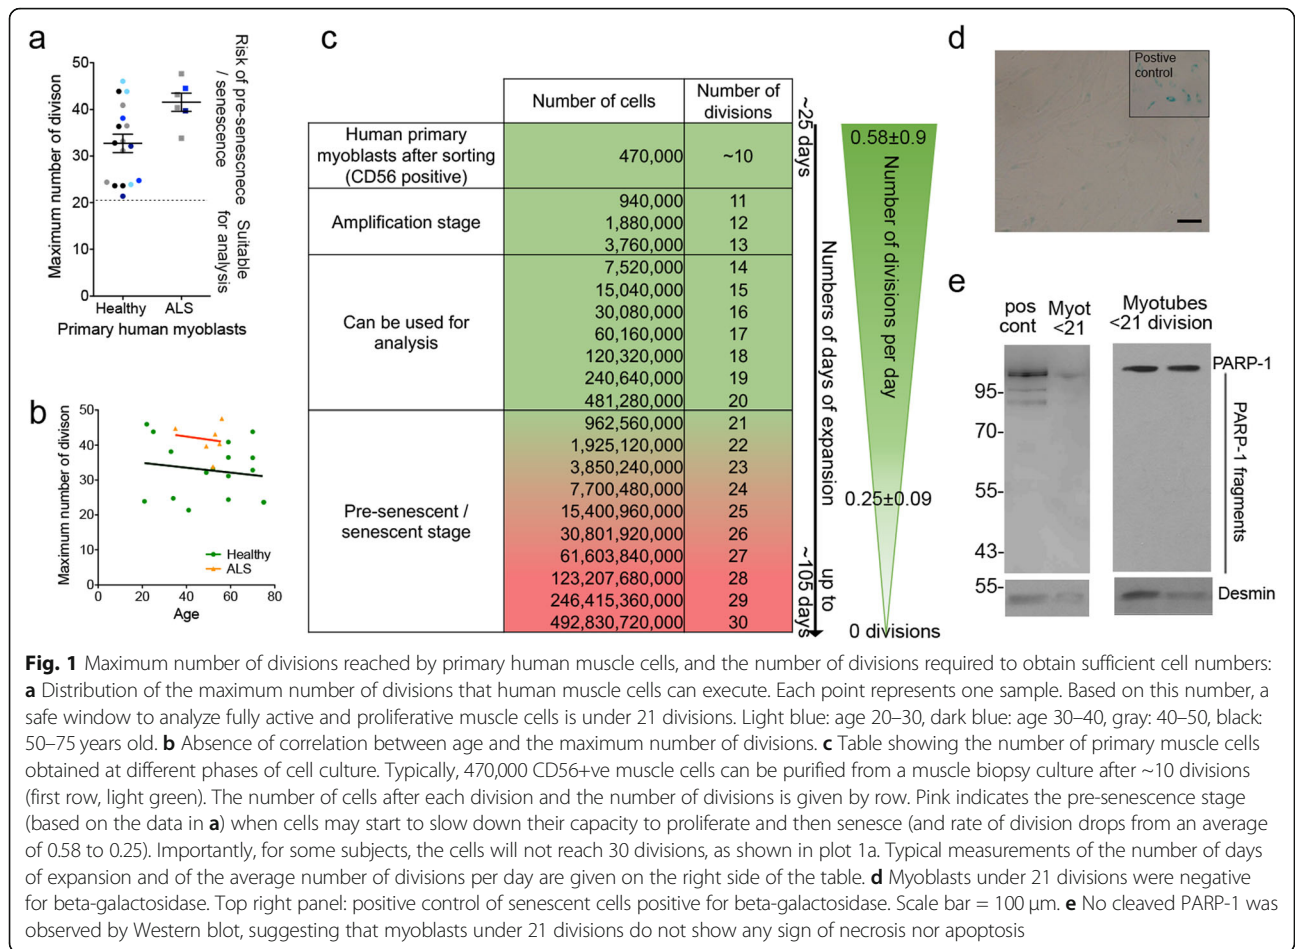 a
Maximum number of divison
50
40
30
20
10
0
Healthy ALS
Primary human myoblasts
Risk of pre-senescnece
/ senescence
Suitable
for analysis
b
Maximum number of divison
50
40
30
20
10
0
0 20 40 60 80
Age
Healthy
ALS
c
Number of cells
Number of
divisions
Human primary
myoblasts after sorting
(CD56 positive)
470,000 ~10
Amplification stage
940,000 11
1,880,000 12
3,760,000 13
Can be used for
analysis
7,520,000 14
15,040,000 15
30,080,000 16
60,160,000 17
120,320,000 18
240,640,000 19
481,280,000 20
Pre-senescent /
senescent stage
962,560,000 21
1,925,120,000 22
3,850,240,000 23
7,700,480,000 24
15,400,960,000 25
30,801,920,000 26
61,603,840,000 27
123,207,680,000 28
246,415,360,000 29
492,830,720,000 30
~25 days
Numbers of days of expansion
up to
~105 days
0.58±0.9
Number of divisions per day
0.25±0.09
0 divisions
d
Postive
control
e
pos
cont
Myot
<21
Myotubes
<21 division
95-
70-
55-
43-
55-
PARP-1
PARP-1 fragments
Desmin
Fig. 1 Maximum number of divisions reached by primary human muscle cells, and the number of divisions required to obtain sufficient cell numbers:
a Distribution of the maximum number of divisions that human muscle cells can execute. Each point represents one sample. Based on this number, a
safe window to analyze fully active and proliferative muscle cells is under 21 divisions. Light blue: age 20–30, dark blue: age 30–40, gray: 40–50, black:
50–75 years old. b Absence of correlation between age and the maximum number of divisions. c Table showing the number of primary muscle cells
obtained at different phases of cell culture. Typically, 470,000 CD56+ve muscle cells can be purified from a muscle biopsy culture after ~10 divisions
(first row, light green). The number of cells after each division and the number of divisions is given by row. Pink indicates the pre-senescence stage
(based on the data in a) when cells may start to slow down their capacity to proliferate and then senesce (and rate of division drops from an average
of 0.58 to 0.25). Importantly, for some subjects, the cells will not reach 30 divisions, as shown in plot 1a. Typical measurements of the number of days
of expansion and of the average number of divisions per day are given on the right side of the table. d Myoblasts under 21 divisions were negative
for beta-galactosidase. Top right panel: positive control of senescent cells positive for beta-galactosidase. Scale bar = 100 μm. e No cleaved PARP-1 was
observed by Western blot, suggesting that myoblasts under 21 divisions do not show any sign of necrosis nor apoptosis